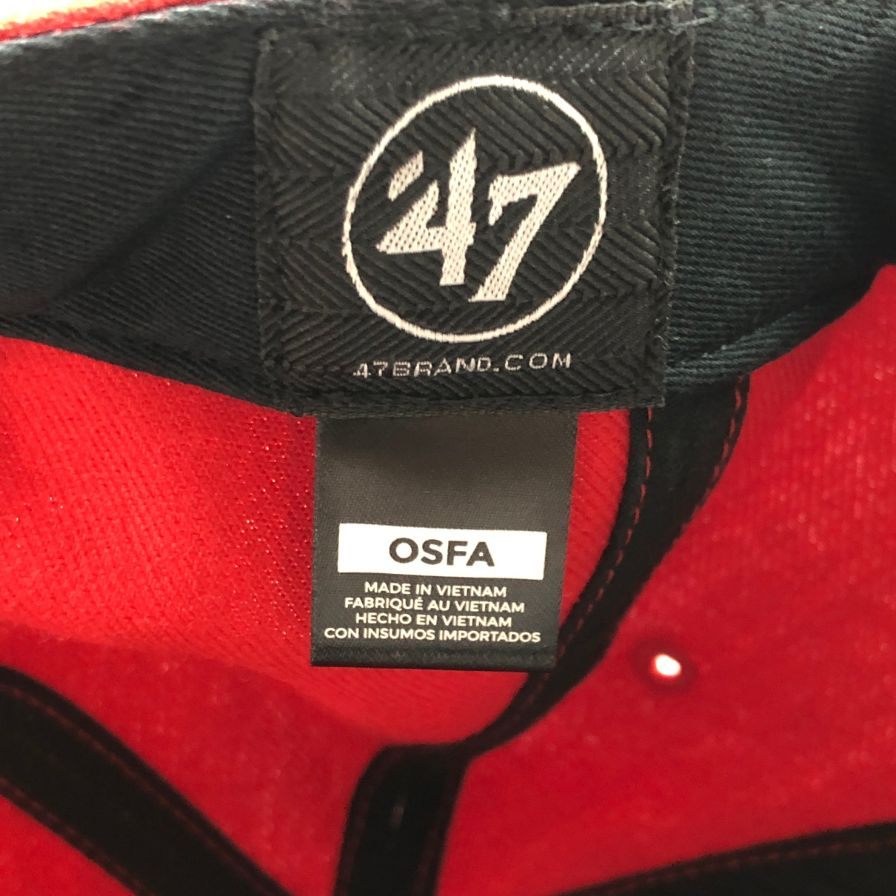 '47
47BRAND.COM
OSFA
MADE IN VIETNAM
FABRIQUÉ AU VIETNAM
HECHO EN VIETNAM
CON INSUMOS IMPORTADOS